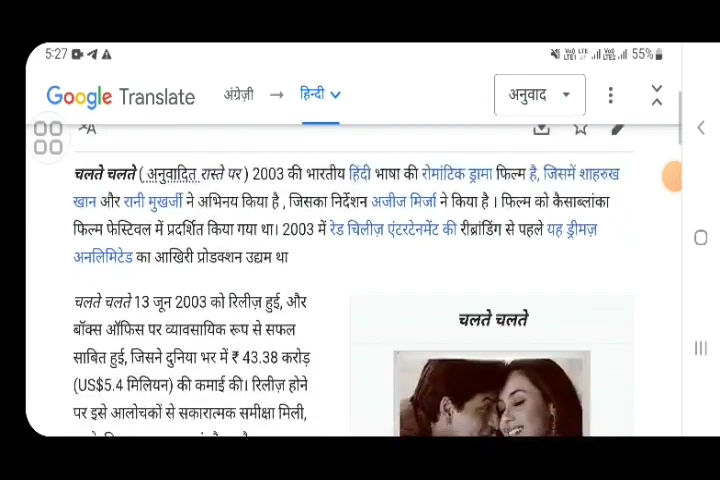 5:27 55%
Google Translate अंग्रेज़ी → हिन्दी अनुवाद
चलते चलते ( अनुवादित रास्ते पर ) 2003 की भारतीय हिंदी भाषा की रोमांटिक ड्रामा फिल्म है, जिसमें शाहरुख
खान और रानी मुखर्जी ने अभिनय किया है , जिसका निर्देशन अजीज मिर्जा ने किया है । फिल्म को कैसाब्लांका
फिल्म फेस्टिवल में प्रदर्शित किया गया था। 2003 में रेड चिलीज़ एंटरटेनमेंट की रीब्रांडिंग से पहले यह ड्रीमज़
अनलिमिटेड का आखिरी प्रोडक्शन उद्यम था
चलते चलते 13 जून 2003 को रिलीज़ हुई, और
बॉक्स ऑफिस पर व्यावसायिक रूप से सफल
साबित हुई, जिसने दुनिया भर में ₹ 43.38 करोड़
(US$5.4 मिलियन) की कमाई की। रिलीज़ होने
पर इसे आलोचकों से सकारात्मक समीक्षा मिली,
चलते चलते